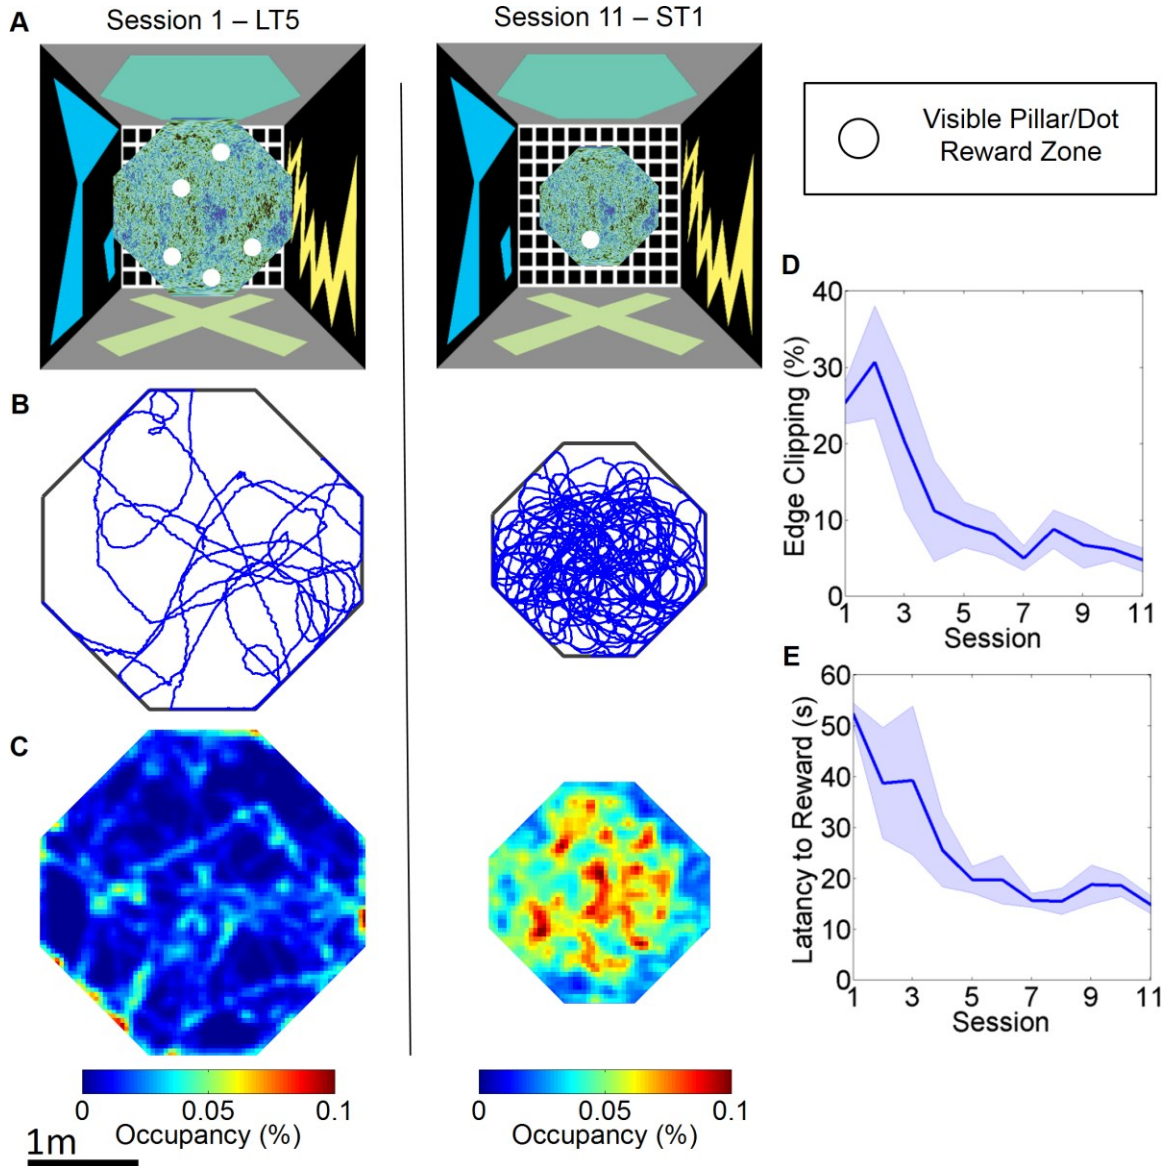 A
Session 1 – LT5
Session 11 – ST1
Visible Pillar/Dot
Reward Zone
B
C
0
0.05
0.1
Occupancy (%)
1m
0
0.05
0.1
Occupancy (%)
D
40
30
20
10
0
Edge Clipping (%)
1
3
5
7
9
11
Session
E
60
50
40
30
20
10
0
Latancy to Reward (s)
1
3
5
7
9
11
Session